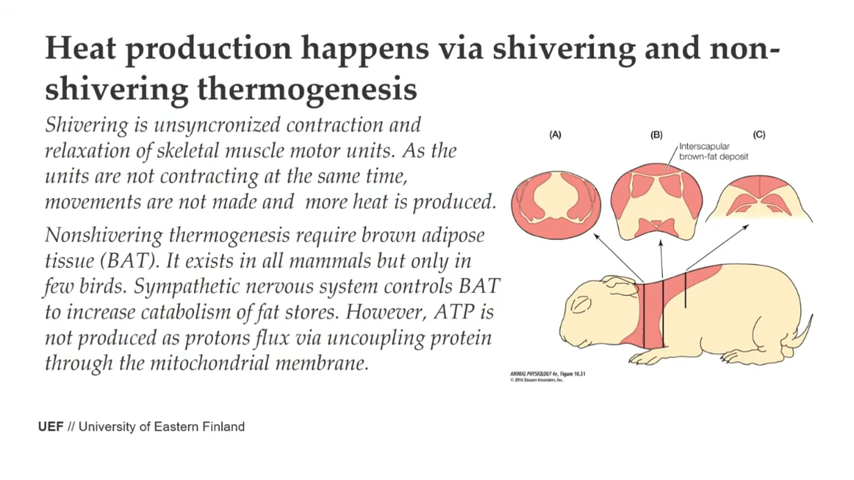 Heat production happens via shivering and non-
shivering thermogenesis
Shivering is unsyncronized contraction and
relaxation of skeletal muscle motor units. As the
units are not contracting at the same time,
movements are not made and more heat is produced.
Nonshivering thermogenesis require brown adipose
tissue (BAT). It exists in all mammals but only in
few birds. Sympathetic nervous system controls BAT
to increase catabolism of fat stores. However, ATP is
not produced as protons flux via uncoupling protein
through the mitochondrial membrane.
(A)
(B)
(C)
Interscapular
brown-fat deposit
ANIMAL PHYSIOLOGY 4e, Figure 10.31
© 2016 Sinauer Associates, Inc.
UEF // University of Eastern Finland